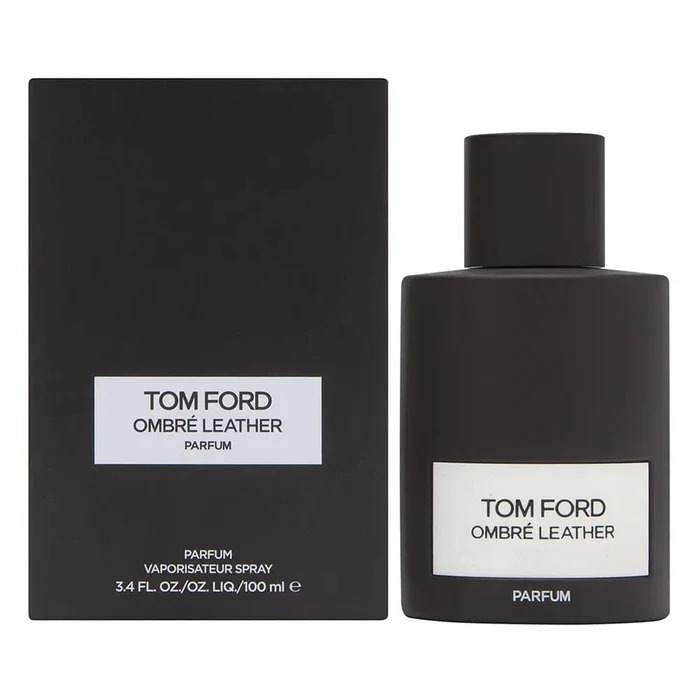 TOM FORD
OMBRÉ LEATHER
PARFUM
PARFUM
VAPORISATEUR SPRAY
3.4 FL. OZ./OZ. LIQ./100 ml ℮
TOM FORD
OMBRÉ LEATHER
PARFUM